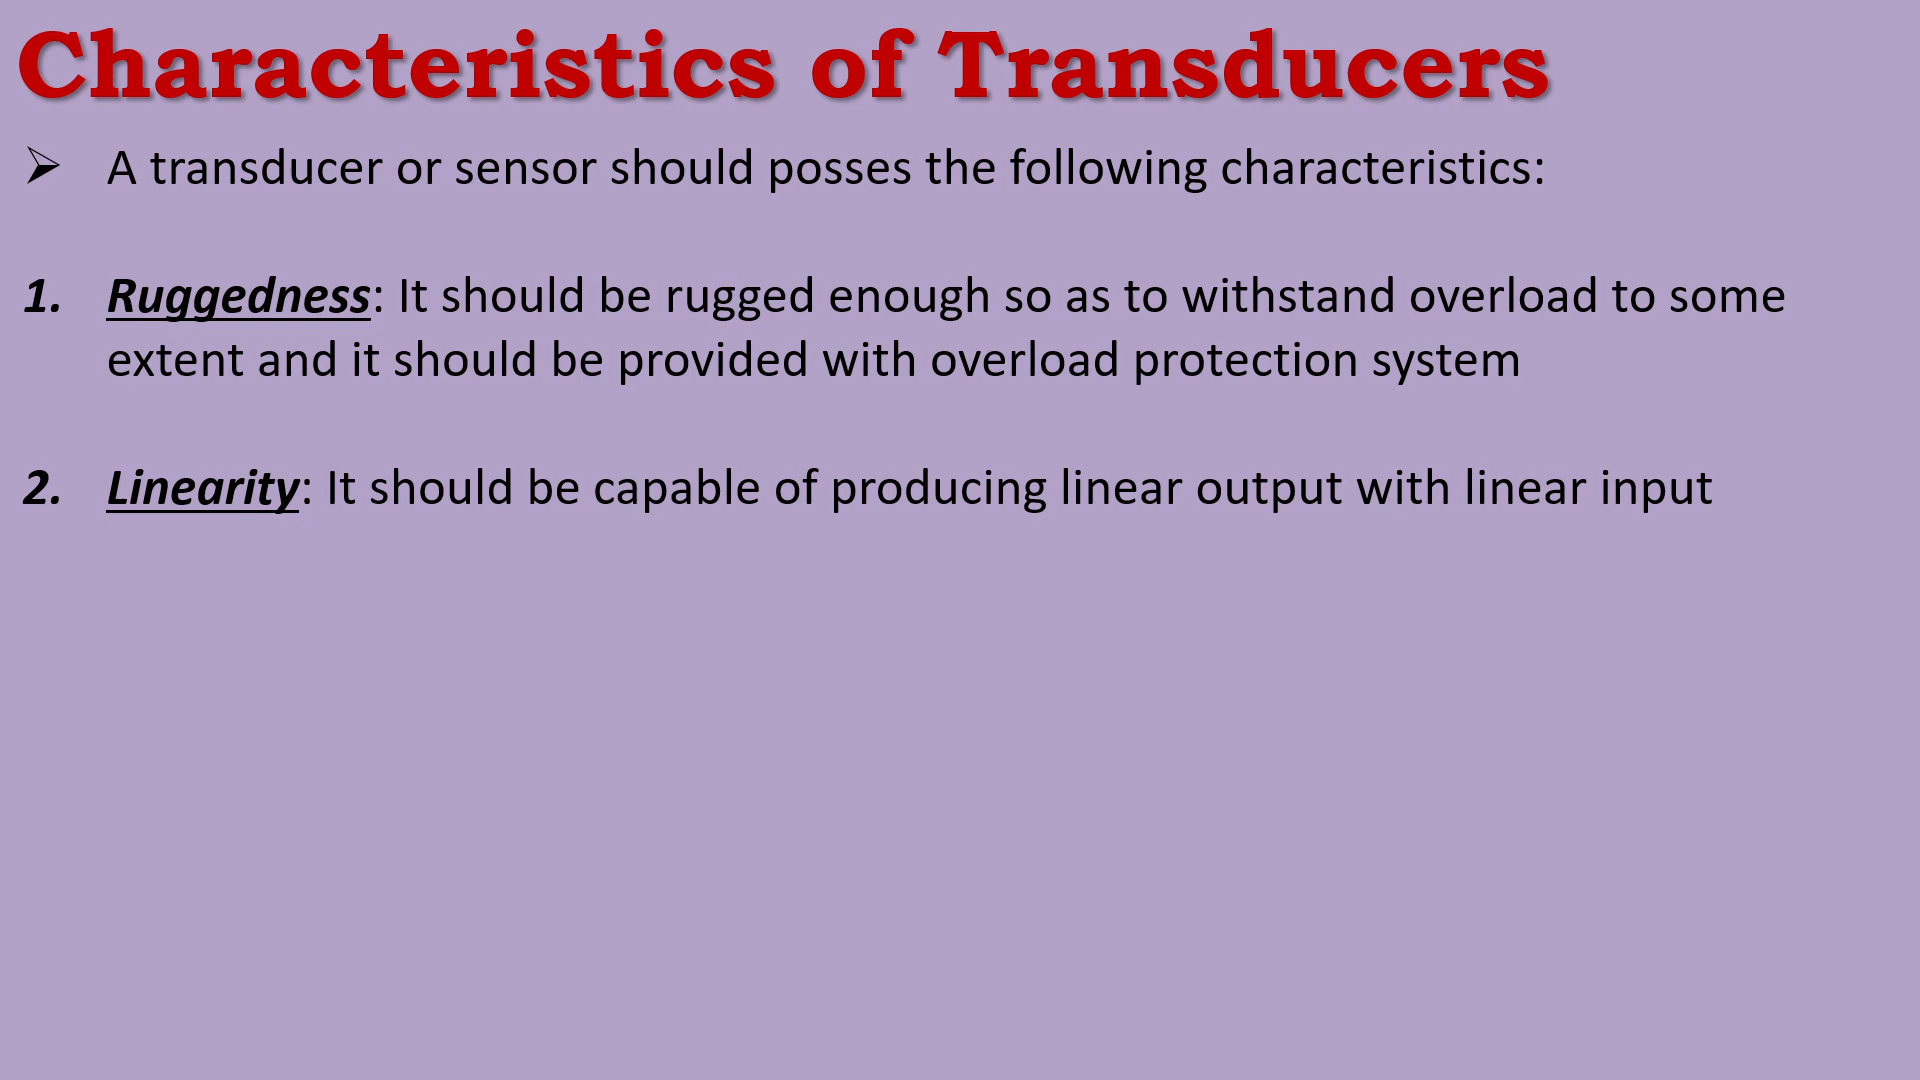 Characteristics of Transducers
➢ A transducer or sensor should posses the following characteristics:
1. Ruggedness: It should be rugged enough so as to withstand overload to some
extent and it should be provided with overload protection system
2. Linearity: It should be capable of producing linear output with linear input